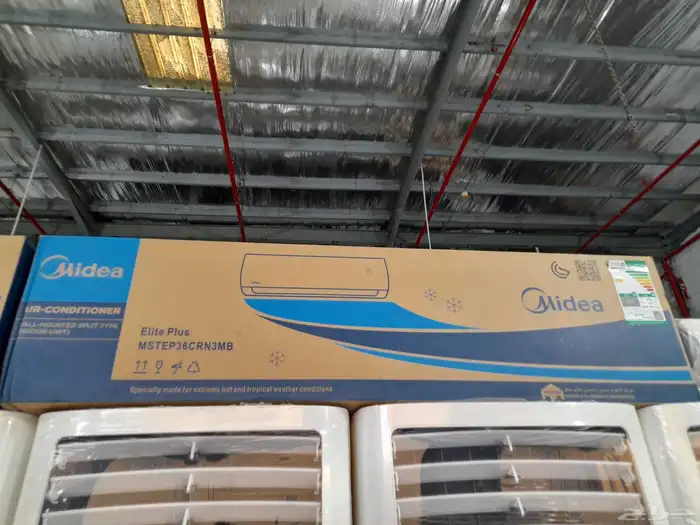 Midea
AIR-CONDITIONER
(WALL-MOUNTED SPLIT TYPE
INDOOR UNIT)
Elite Plus
MSTEP36CRN3MB
Specially made for extreme hot and tropical weather conditions
Midea
حراج